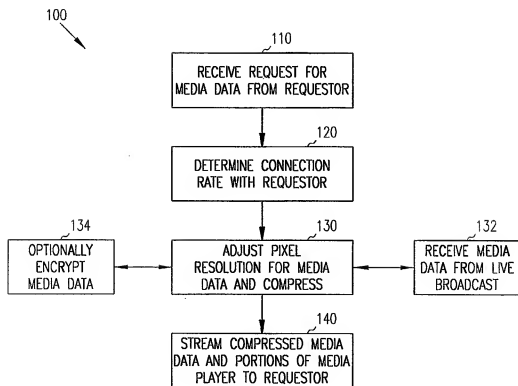 100
110
RECEIVE REQUEST FOR
MEDIA DATA FROM REQUESTOR
120
DETERMINE CONNECTION
RATE WITH REQUESTOR
134
OPTIONALLY
ENCRYPT
MEDIA DATA
130
ADJUST PIXEL
RESOLUTION FOR MEDIA
DATA AND COMPRESS
132
RECEIVE MEDIA
DATA FROM LIVE
BROADCAST
140
STREAM COMPRESSED MEDIA
DATA AND PORTIONS OF MEDIA
PLAYER TO REQUESTOR